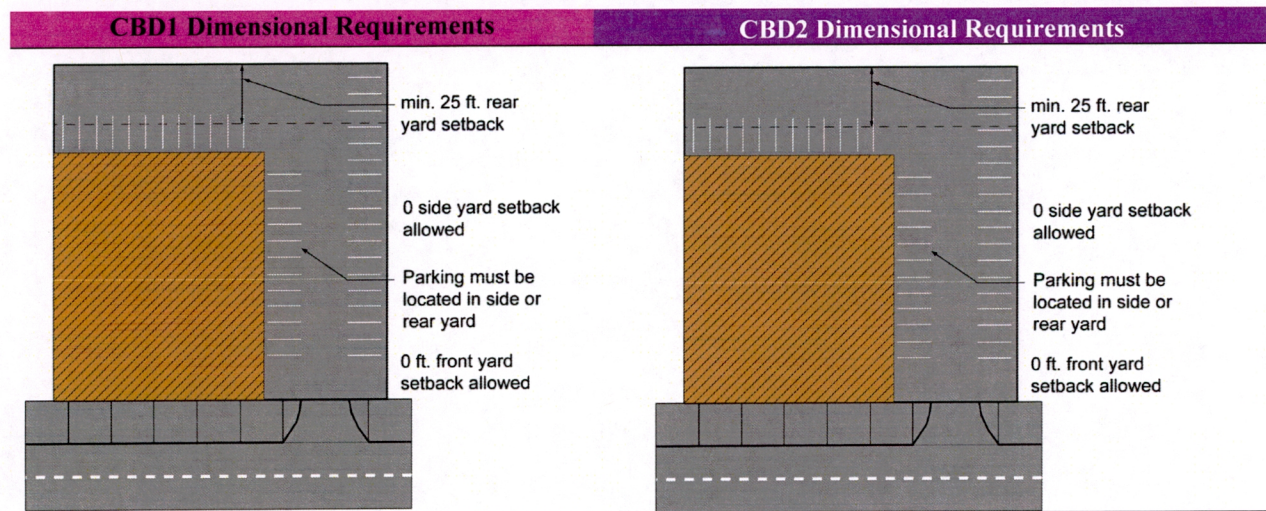 CBD1 Dimensional Requirements
min. 25 ft. rear
yard setback
0 side yard setback
allowed
Parking must be
located in side or
rear yard
0 ft. front yard
setback allowed
CBD2 Dimensional Requirements
min. 25 ft. rear
yard setback
0 side yard setback
allowed
Parking must be
located in side or
rear yard
0 ft. front yard
setback allowed